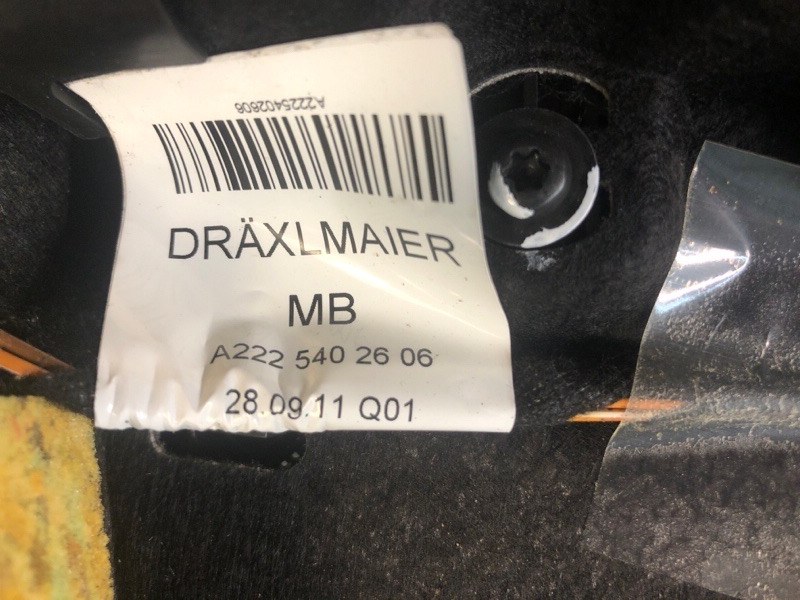 A2225402606
DRÄXLMAIER
MB
A222 540 26 06
28.09.11 Q01